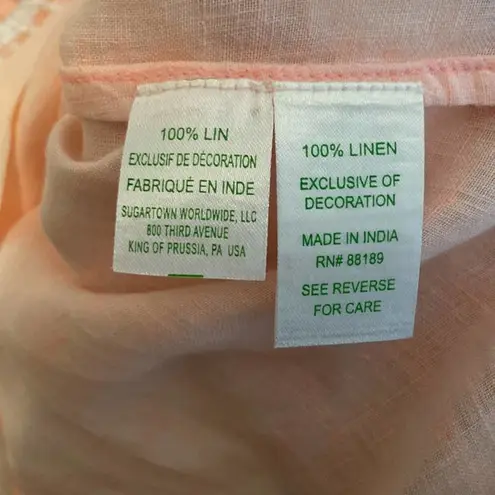 100% LIN
EXCLUSIF DE DÉCORATION
FABRIQUÉ EN INDE
SUGARTOWN WORLDWIDE, LLC
800 THIRD AVENUE
KING OF PRUSSIA, PA USA
100% LINEN
EXCLUSIVE OF
DECORATION
MADE IN INDIA
RN# 88189
SEE REVERSE
FOR CARE